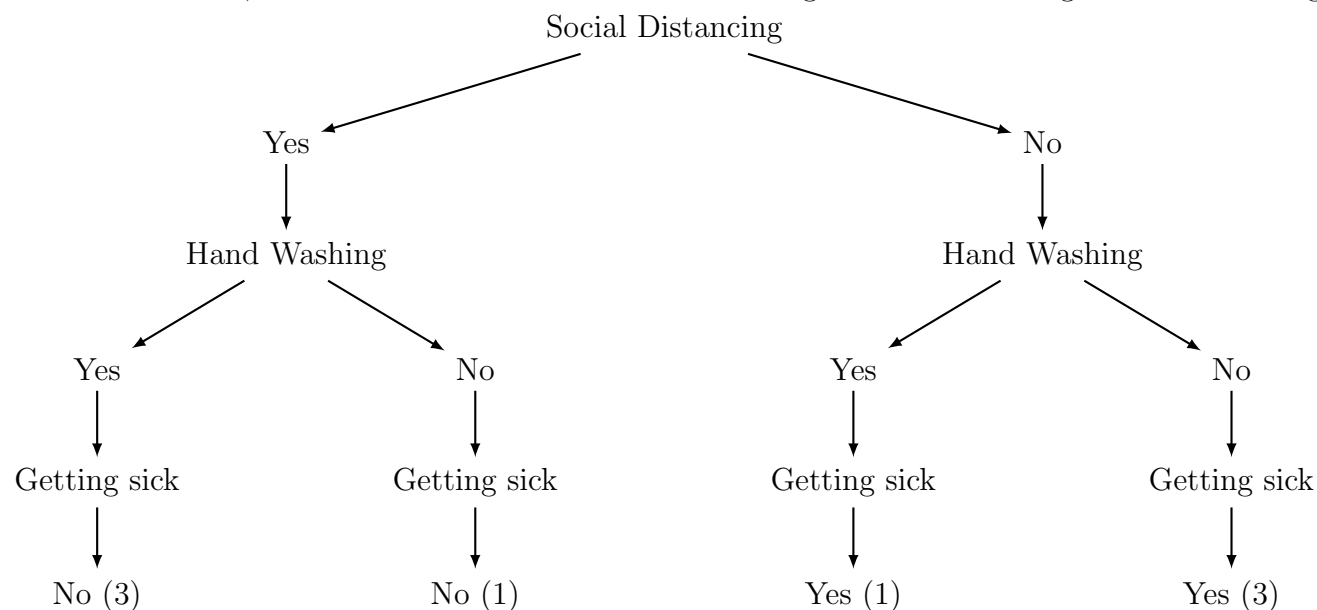 Social Distancing
Yes No
Hand Washing Hand Washing
Yes No Yes No
Getting sick Getting sick Getting sick Getting sick
No (3) No (1) Yes (1) Yes (3)